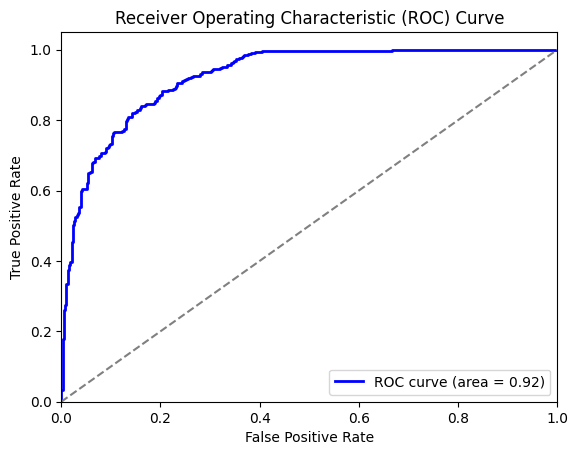 Receiver Operating Characteristic (ROC) Curve
True Positive Rate
1.0
0.8
0.6
0.4
0.2
0.0
ROC curve (area = 0.92)
0.0 0.2 0.4 0.6 0.8 1.0
False Positive Rate